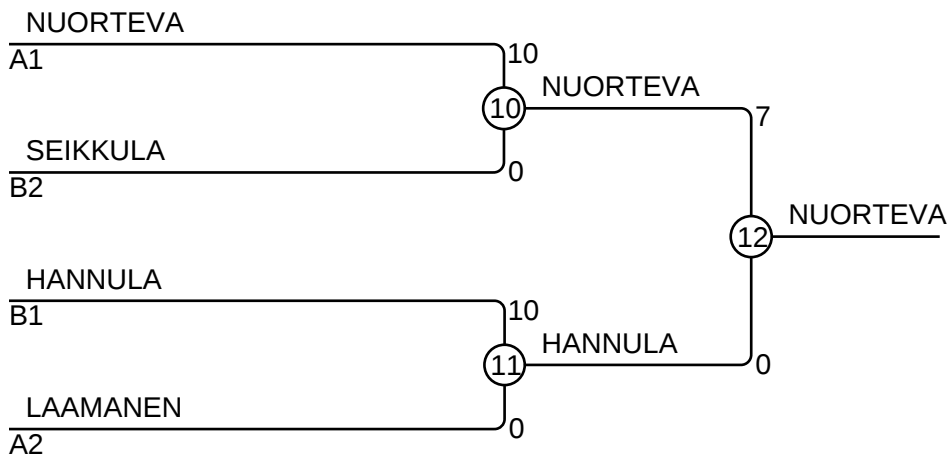 NUORTEVA
A1
10
10
NUORTEVA
7
SEIKKULA
B2
0
12
NUORTEVA
HANNULA
B1
10
11
HANNULA
0
LAAMANEN
A2
0